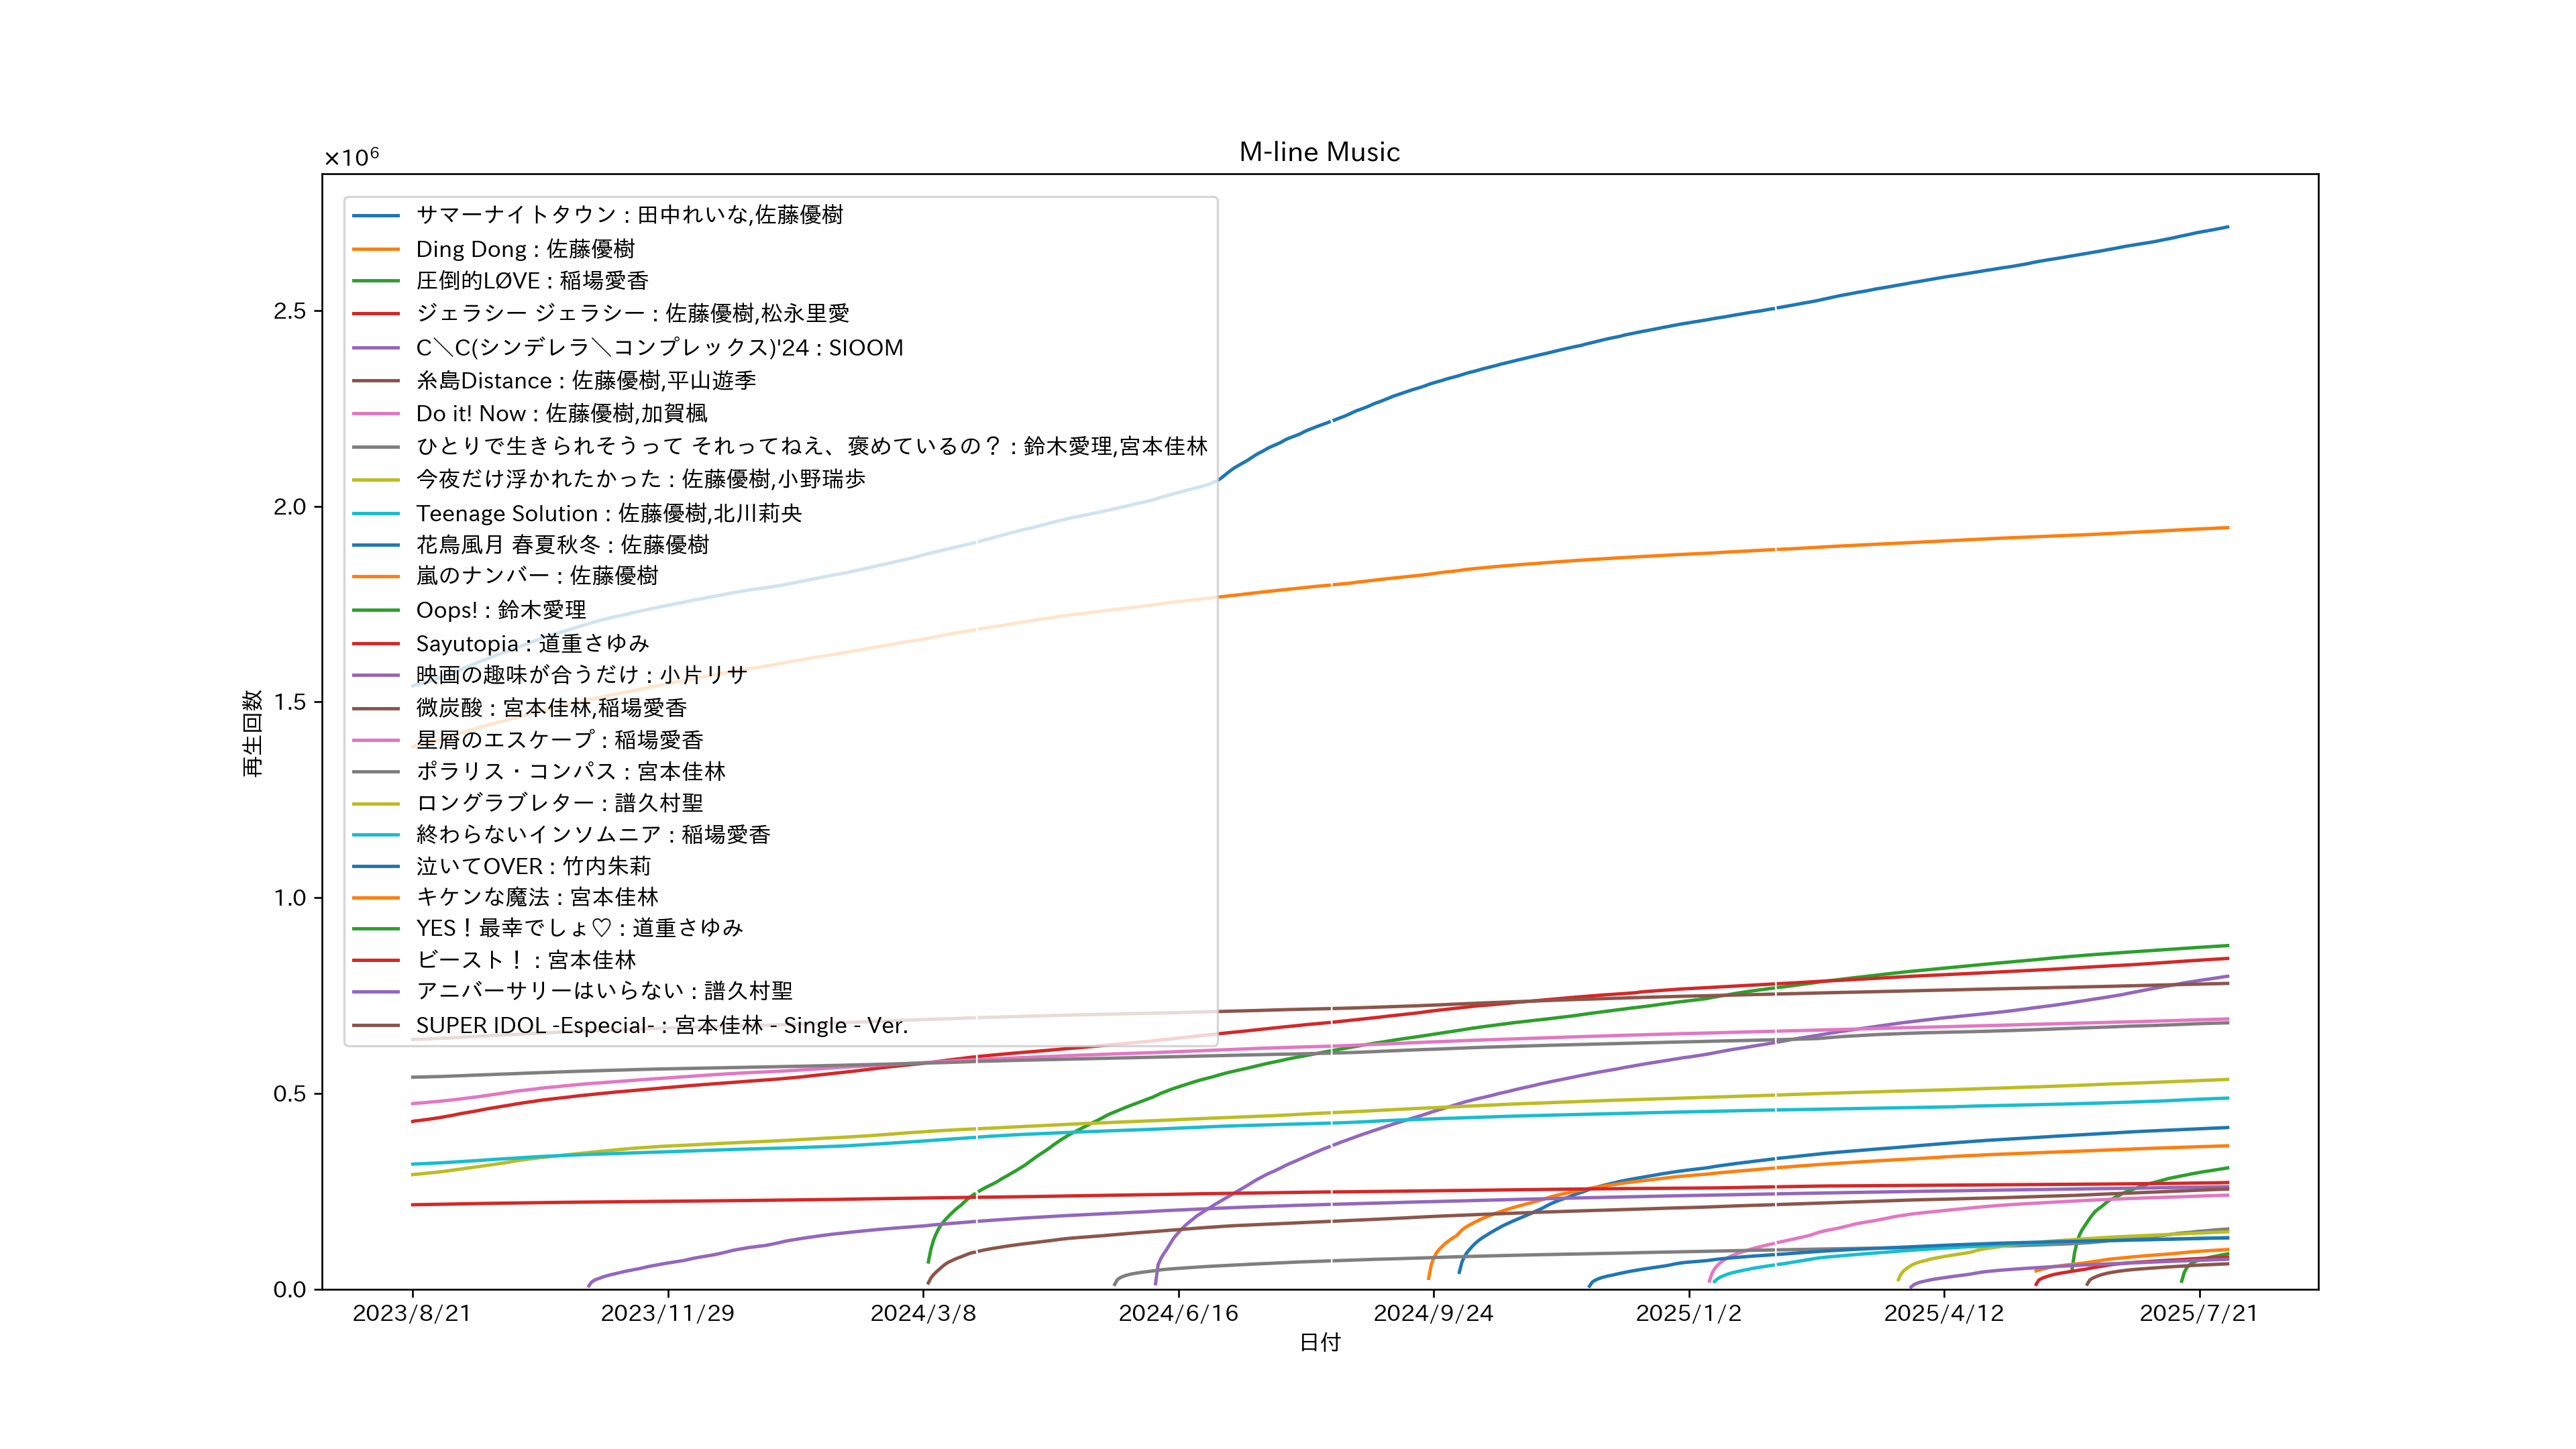 M-line Music
×10⁶
サマーナイトタウン : 田中れいな,佐藤優樹
Ding Dong : 佐藤優樹
圧倒的LØVE : 稲場愛香
ジェラシー ジェラシー : 佐藤優樹,松永里愛
C＼C(シンデレラ＼コンプレックス)'24 : SIOOM
糸島Distance : 佐藤優樹,平山遊季
Do it! Now : 佐藤優樹,加賀楓
ひとりで生きられそうって それってねえ、褒めているの？ : 鈴木愛理,宮本佳林
今夜だけ浮かれたかった : 佐藤優樹,小野瑞歩
Teenage Solution : 佐藤優樹,北川莉央
花鳥風月 春夏秋冬 : 佐藤優樹
嵐のナンバー : 佐藤優樹
Oops! : 鈴木愛理
Sayutopia : 道重さゆみ
映画の趣味が合うだけ : 小片リサ
微炭酸 : 宮本佳林,稲場愛香
星屑のエスケープ : 稲場愛香
ポラリス・コンパス : 宮本佳林
ロングラブレター : 譜久村聖
終わらないインソムニア : 稲場愛香
泣いてOVER : 竹内朱莉
キケンな魔法 : 宮本佳林
YES！最幸でしょ♡ : 道重さゆみ
ビースト！ : 宮本佳林
アニバーサリーはいらない : 譜久村聖
SUPER IDOL -Especial- : 宮本佳林 - Single - Ver.
2.5
2.0
1.5
1.0
0.5
0.0
再生回数
2023/8/21
2023/11/29
2024/3/8
2024/6/16
2024/9/24
2025/1/2
2025/4/12
2025/7/21
日付